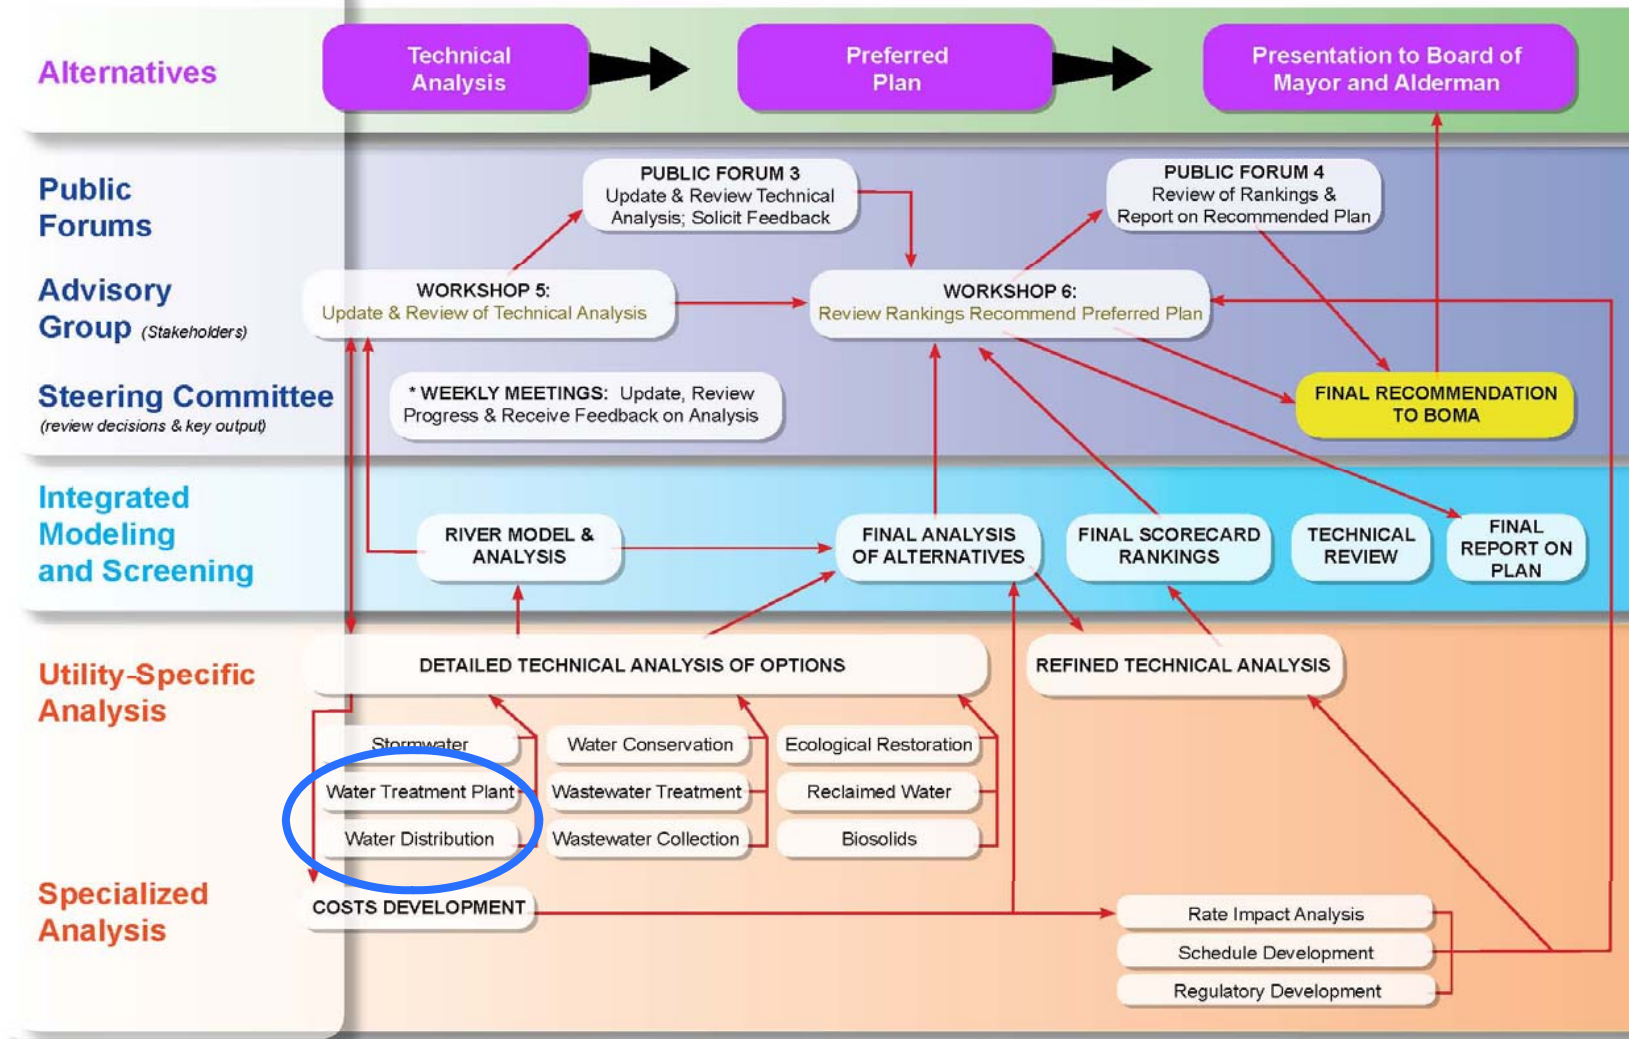 Alternatives
Technical
Analysis
Preferred
Plan
Presentation to Board of
Mayor and Alderman
Public
Forums
PUBLIC FORUM 3
Update & Review Technical
Analysis; Solicit Feedback
PUBLIC FORUM 4
Review of Rankings &
Report on Recommended Plan
Advisory
Group (Stakeholders)
WORKSHOP 5:
Update & Review of Technical Analysis
WORKSHOP 6:
Review Rankings Recommend Preferred Plan
Steering Committee
(review decisions & key output)
* WEEKLY MEETINGS: Update, Review
Progress & Receive Feedback on Analysis
FINAL RECOMMENDATION
TO BOMA
Integrated
Modeling
and Screening
RIVER MODEL &
ANALYSIS
FINAL ANALYSIS
OF ALTERNATIVES
FINAL SCORECARD
RANKINGS
TECHNICAL
REVIEW
FINAL
REPORT ON
PLAN
Utility-Specific
Analysis
DETAILED TECHNICAL ANALYSIS OF OPTIONS
REFINED TECHNICAL ANALYSIS
Stormwater
Water Treatment Plant
Water Distribution
Water Conservation
Wastewater Treatment
Wastewater Collection
Ecological Restoration
Reclaimed Water
Biosolids
Specialized
Analysis
COSTS DEVELOPMENT
Rate Impact Analysis
Schedule Development
Regulatory Development